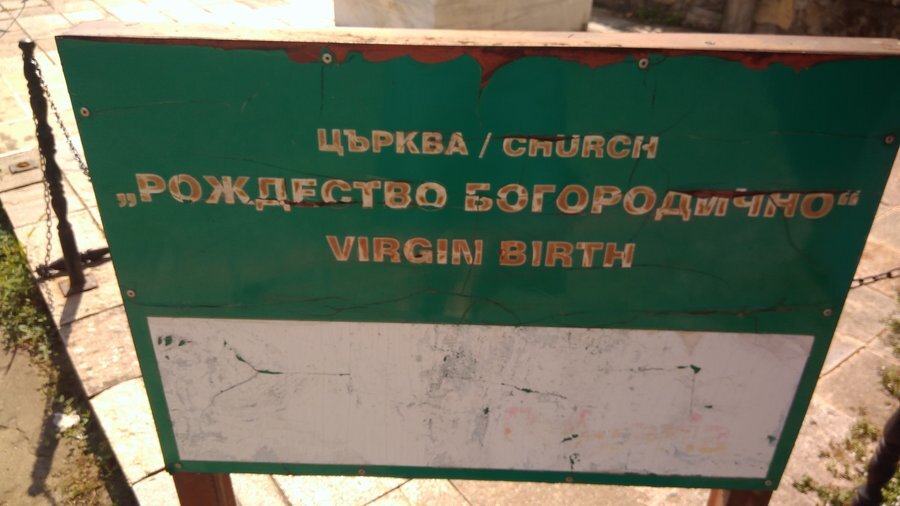 ЦЪРКВА / CHURCH
„РОЖДЕСТВО БОГОРОДИЧНО“
VIRGIN BIRTH